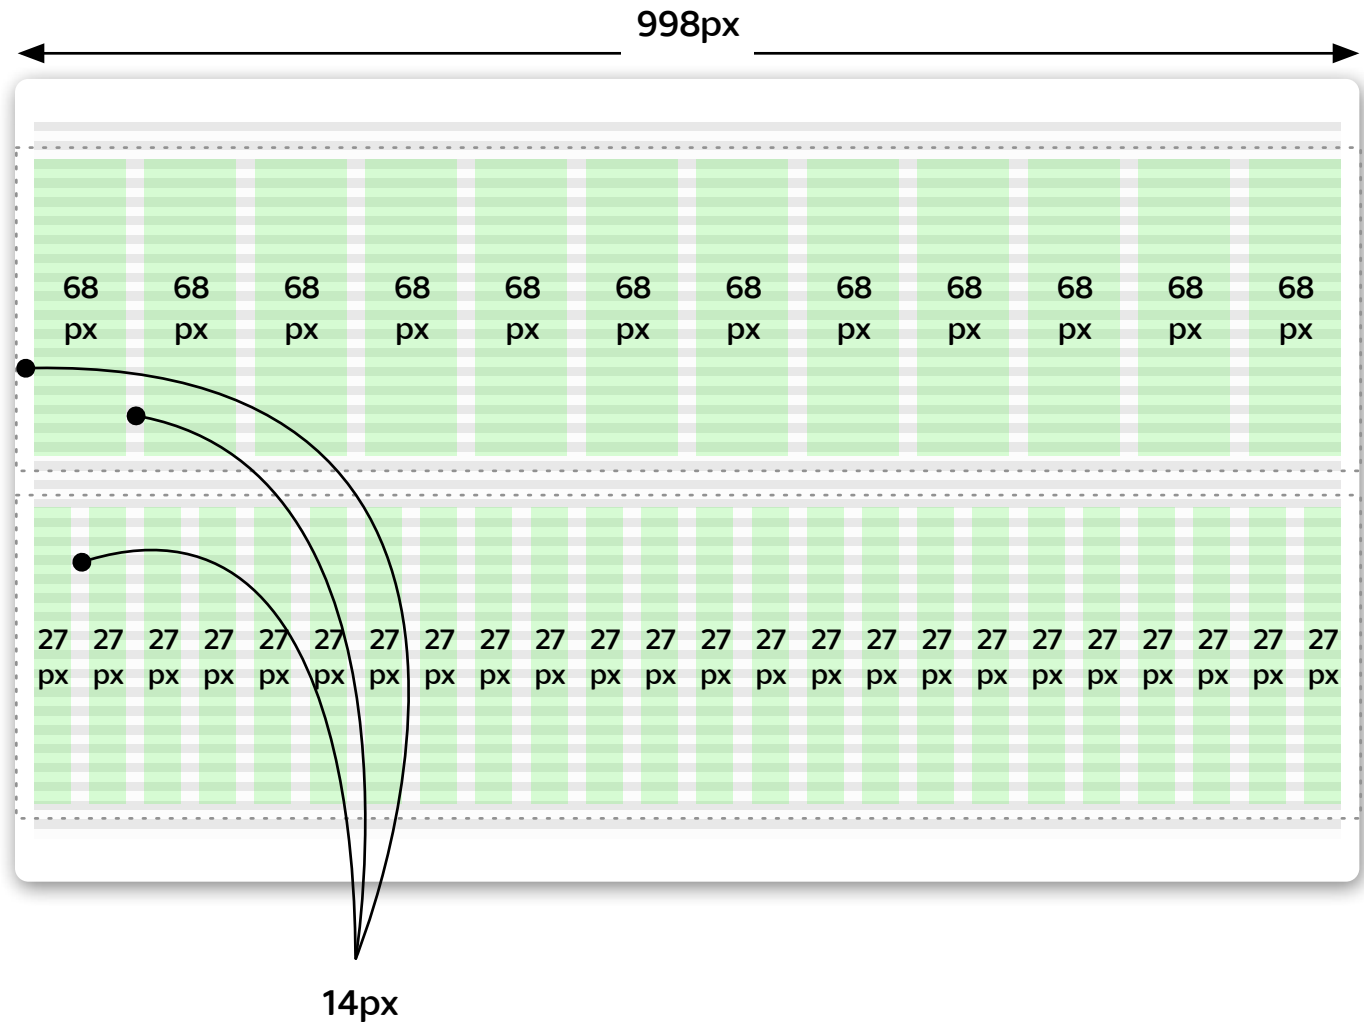 998px
68 68 68 68 68 68 68 68 68 68 68 68
px px px px px px px px px px px px
27 27 27 27 27 27 27 27 27 27 27 27 27 27 27 27 27 27 27 27 27 27 27 27
px px px px px px px px px px px px px px px px px px px px px px px px
14px